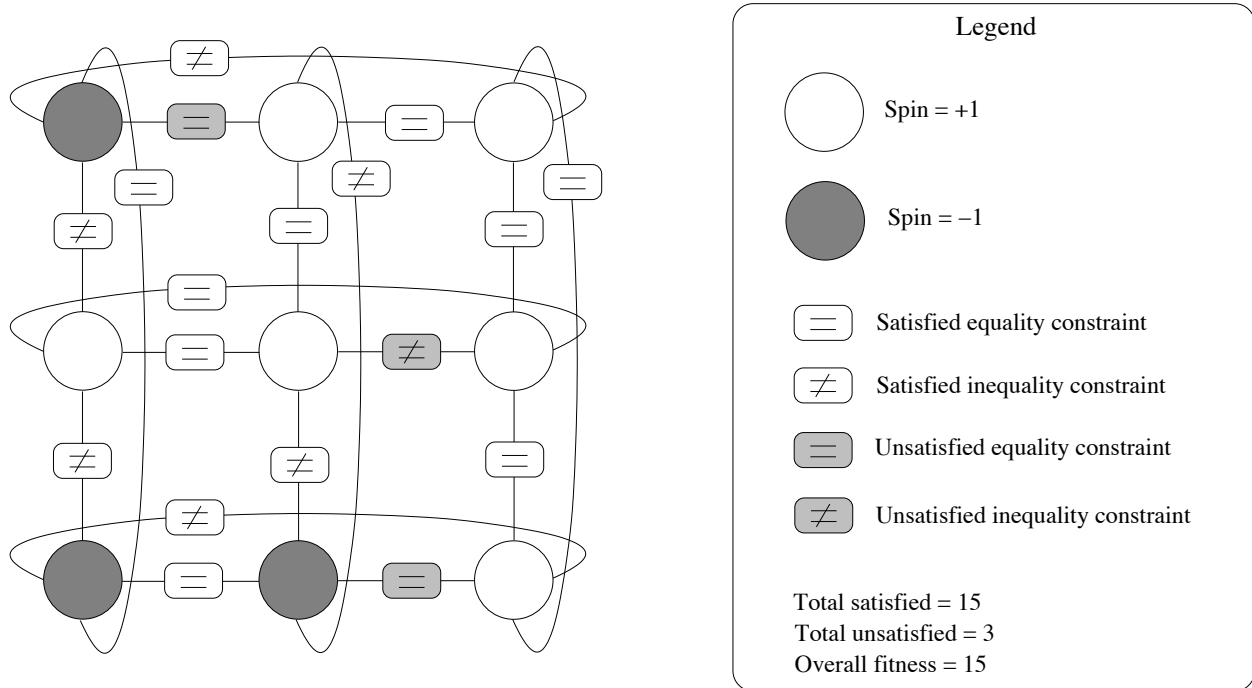 Legend
≠
= =
Spin = +1
= ≠ =
≠ = =
Spin = –1
=
= ≠
= Satisfied equality constraint
≠ Satisfied inequality constraint
≠ ≠ =
= Unsatisfied equality constraint
≠
≠ Unsatisfied inequality constraint
= =
Total satisfied = 15
Total unsatisfied = 3
Overall fitness = 15